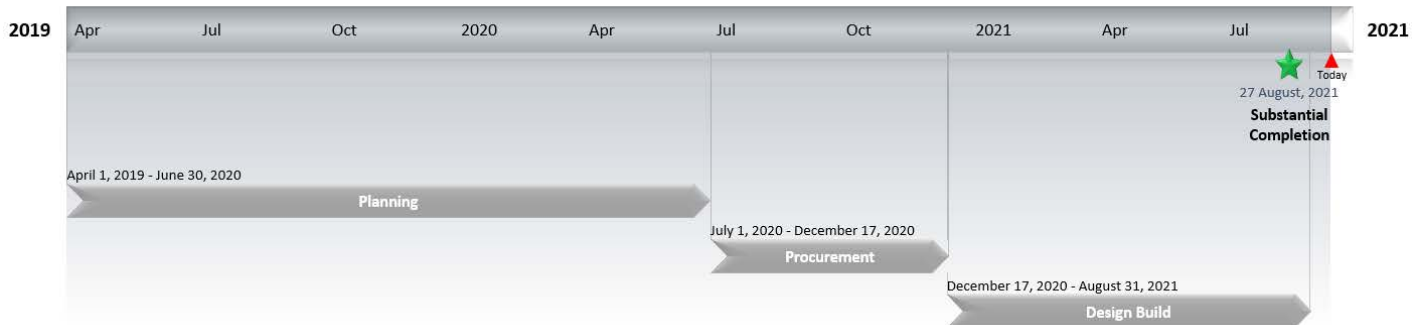 2019 Apr Jul Oct 2020 Apr Jul Oct 2021 Apr Jul 2021
Today
27 August, 2021
Substantial
Completion
April 1, 2019 - June 30, 2020
Planning
July 1, 2020 - December 17, 2020
Procurement
December 17, 2020 - August 31, 2021
Design Build